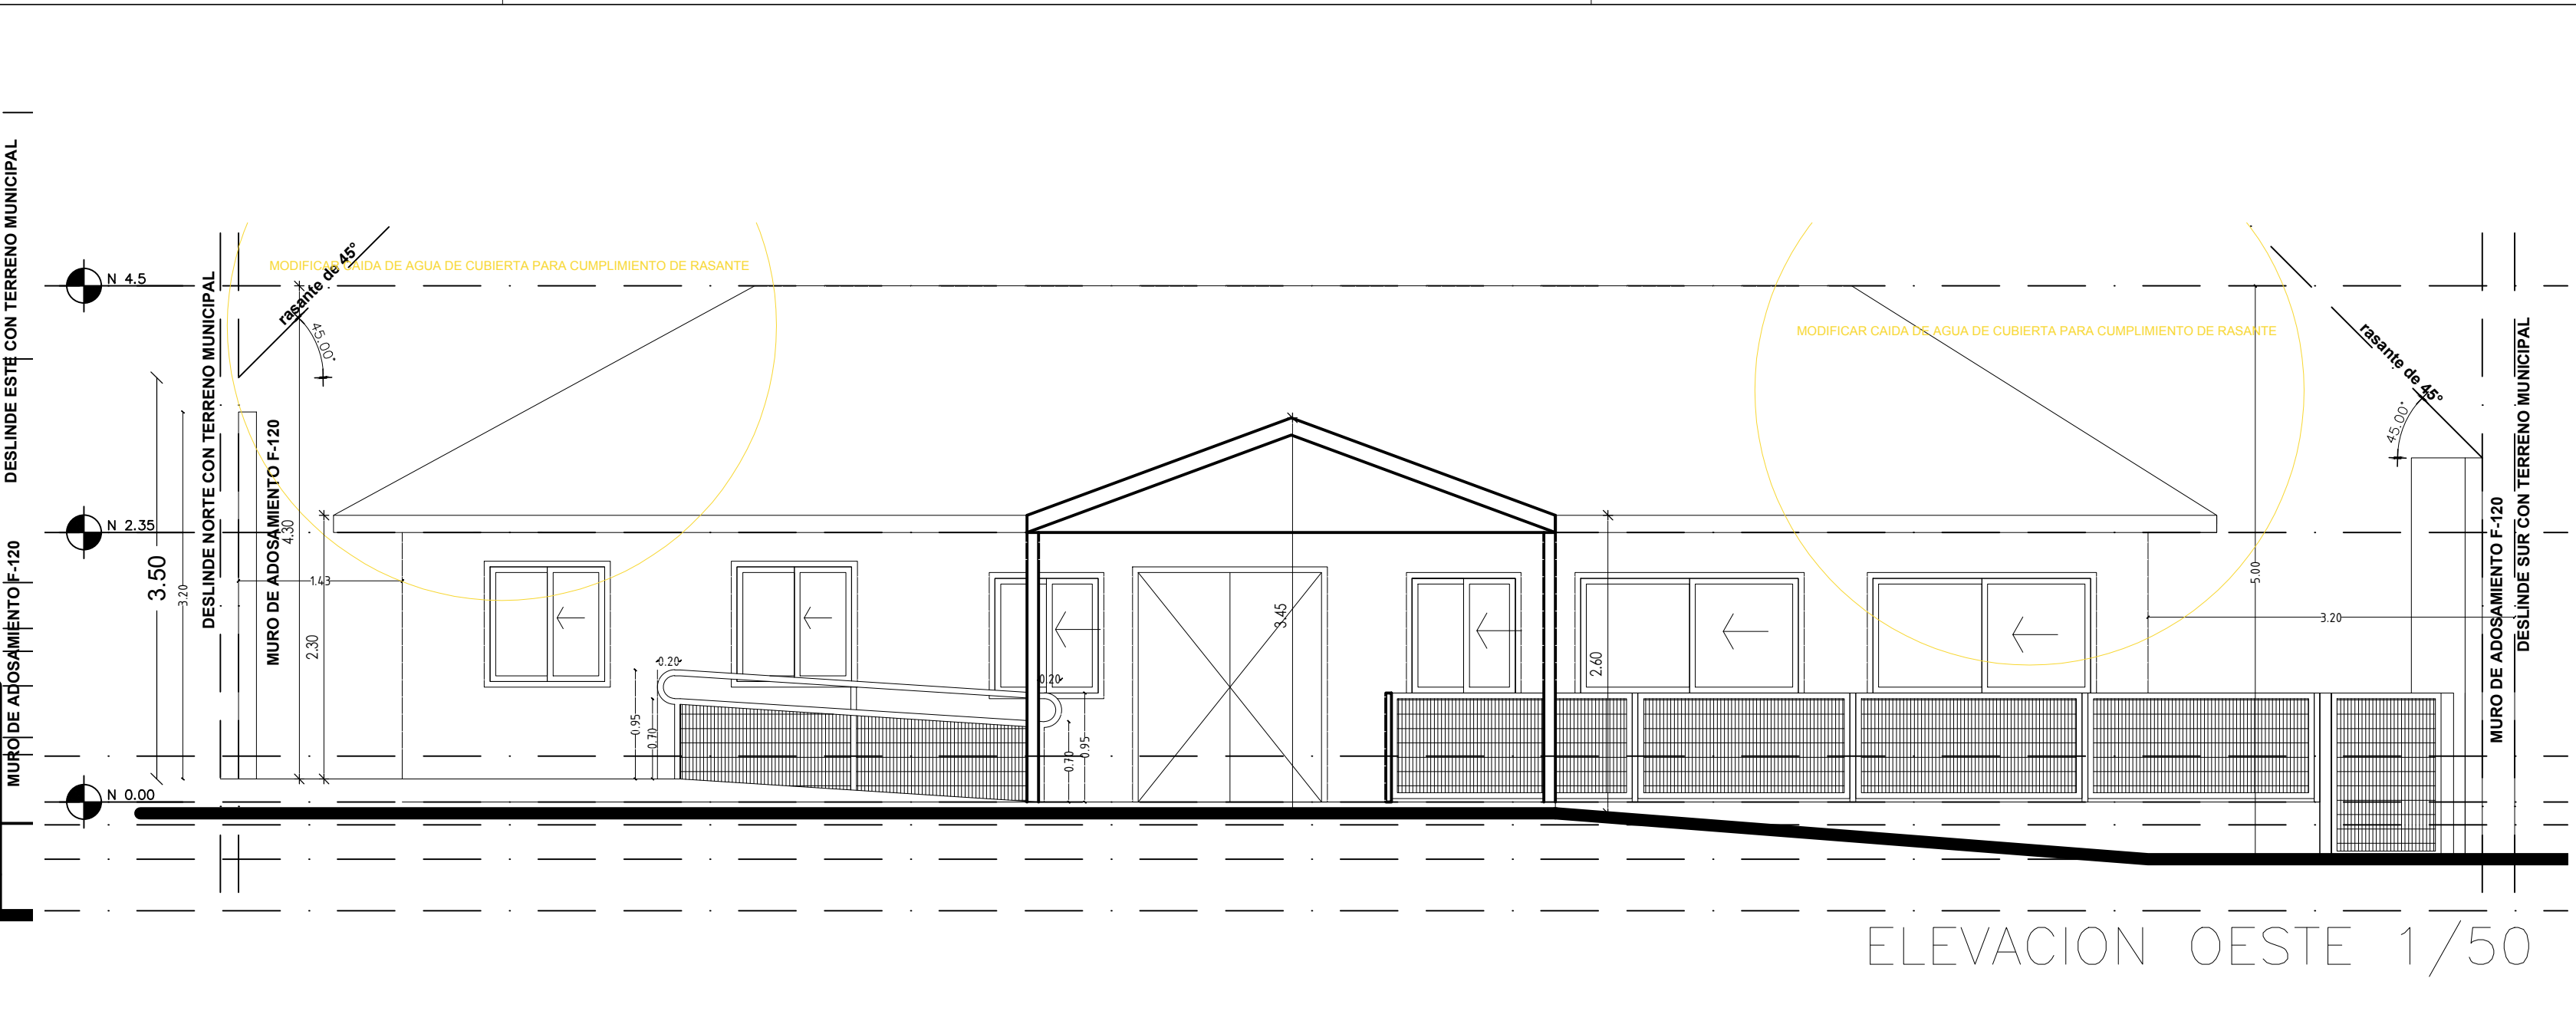 DESLINDE ESTE CON TERRENO MUNICIPAL
MURO DE ADOSAMIENTO F-120
N 4.5
N 2.35
N 0.00
3.50
3.20
DESLINDE NORTE CON TERRENO MUNICIPAL
MURO DE ADOSAMIENTO F-120
rasante de 45°
45.00°
MODIFICAR CAIDA DE AGUA DE CUBIERTA PARA CUMPLIMIENTO DE RASANTE
4.30
1.43
2.30
0.20
0.95
0.70
0.20
0.70
0.95
3.45
2.60
MODIFICAR CAIDA DE AGUA DE CUBIERTA PARA CUMPLIMIENTO DE RASANTE
5.00
3.20
rasante de 45°
45.00°
MURO DE ADOSAMIENTO F-120
DESLINDE SUR CON TERRENO MUNICIPAL
ELEVACION OESTE 1/50